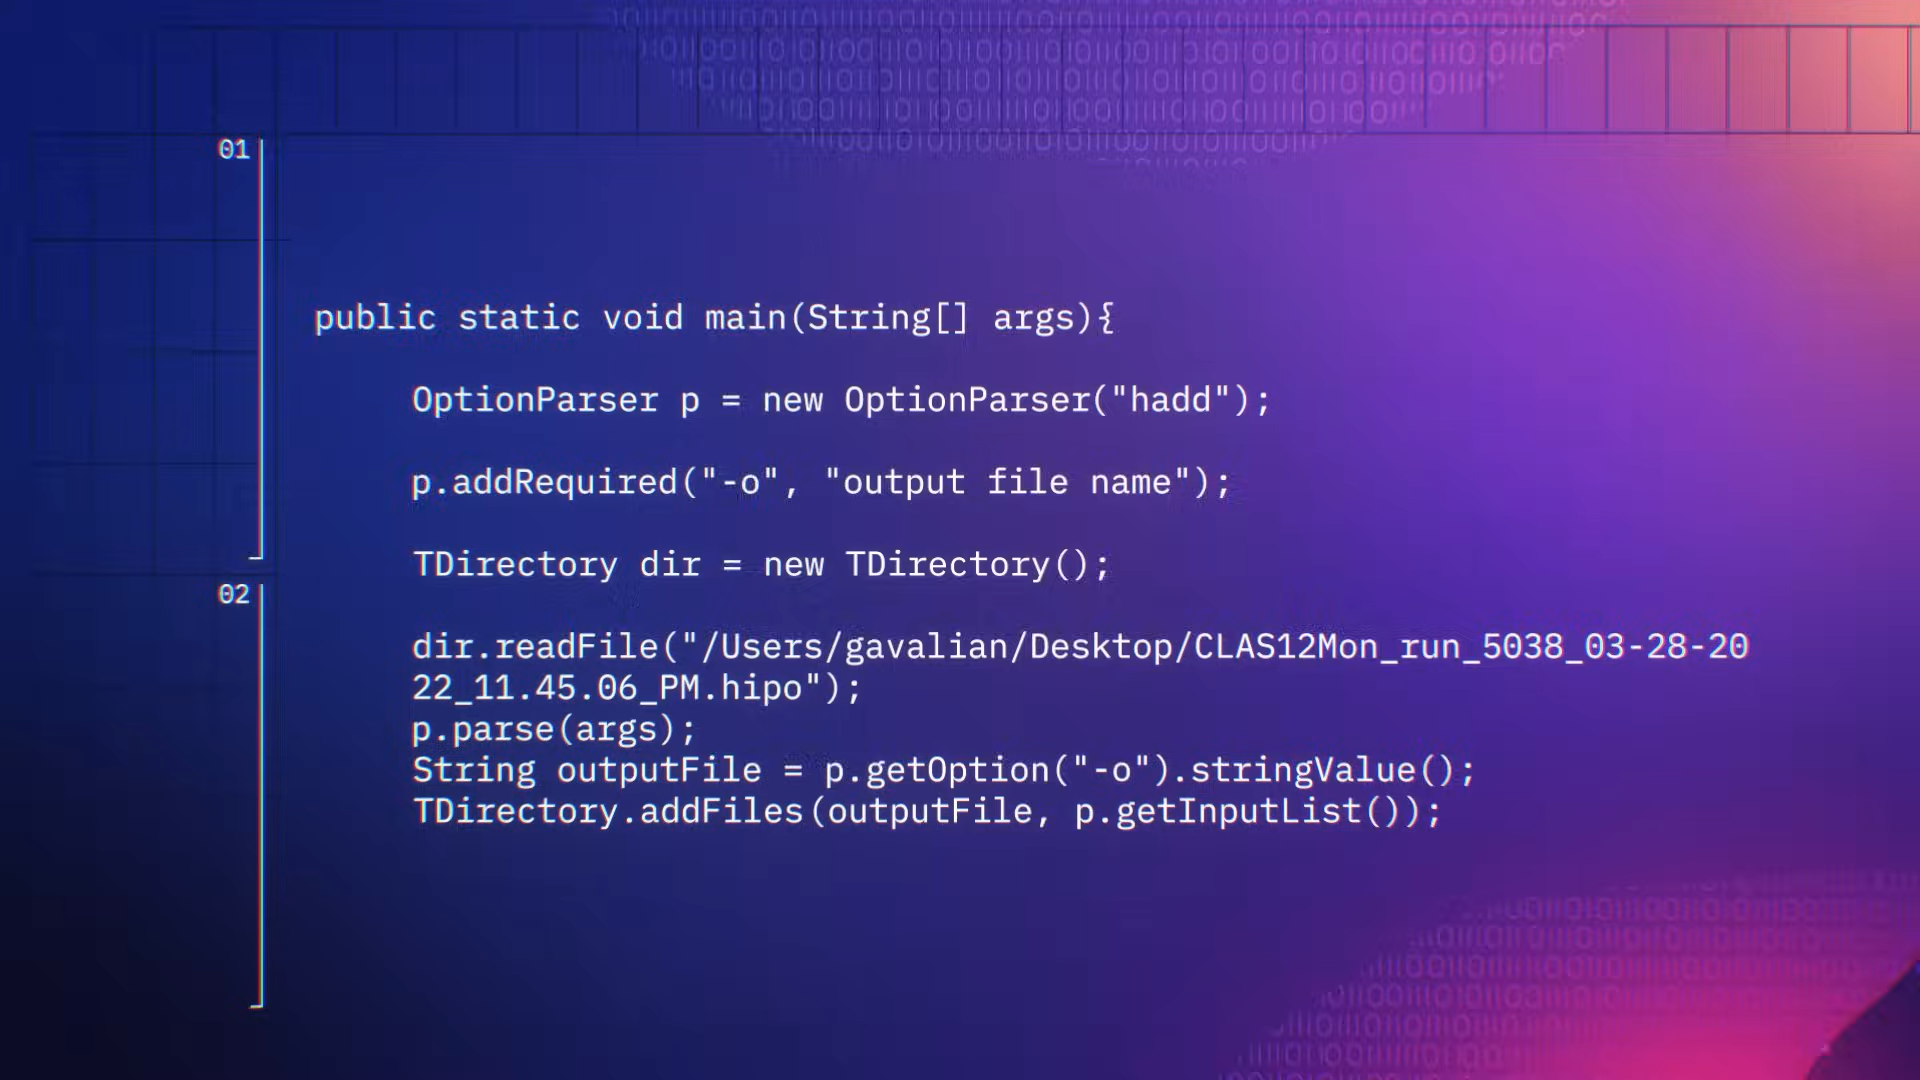 01
public static void main(String[] args){
OptionParser p = new OptionParser("hadd");
p.addRequired("-o", "output file name");
TDirectory dir = new TDirectory();
02
dir.readFile("/Users/gavalian/Desktop/CLAS12Mon_run_5038_03-28-20
22_11.45.06_PM.hipo");
p.parse(args);
String outputFile = p.getOption("-o").stringValue();
TDirectory.addFiles(outputFile, p.getInputList());